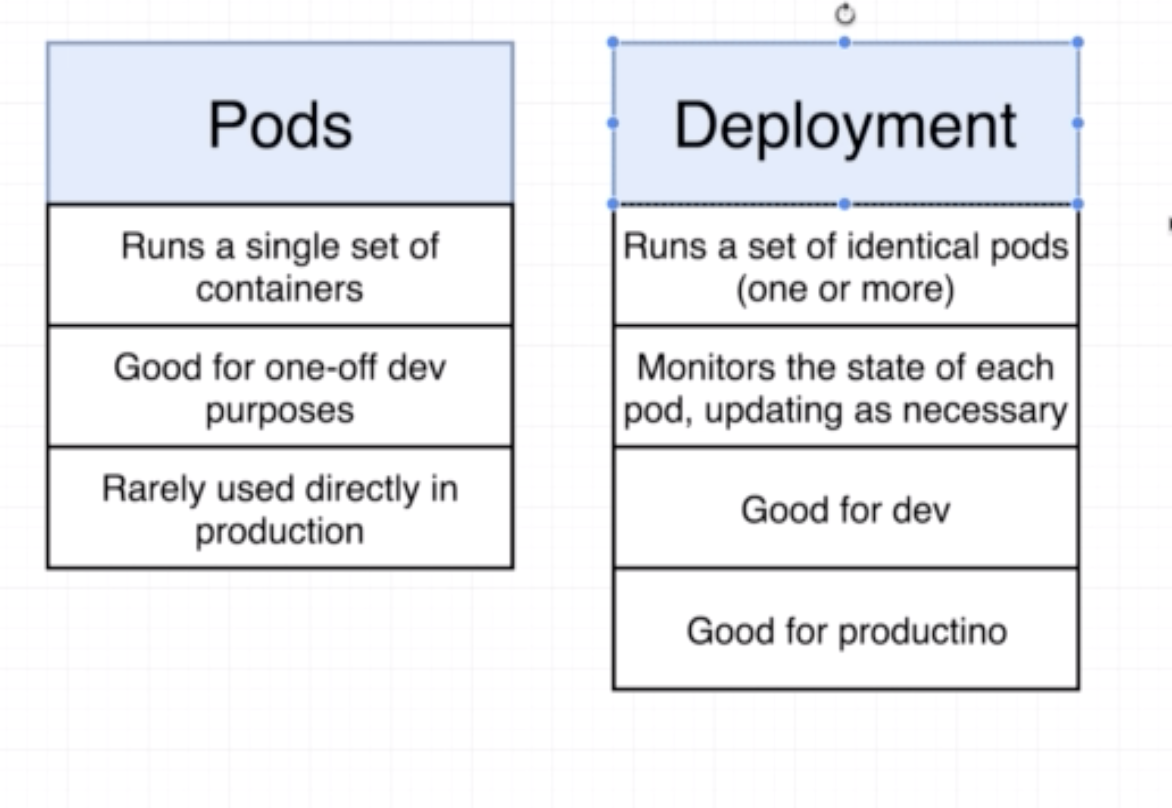 Pods
Runs a single set of
containers
Good for one-off dev
purposes
Rarely used directly in
production
Deployment
Runs a set of identical pods
(one or more)
Monitors the state of each
pod, updating as necessary
Good for dev
Good for productino